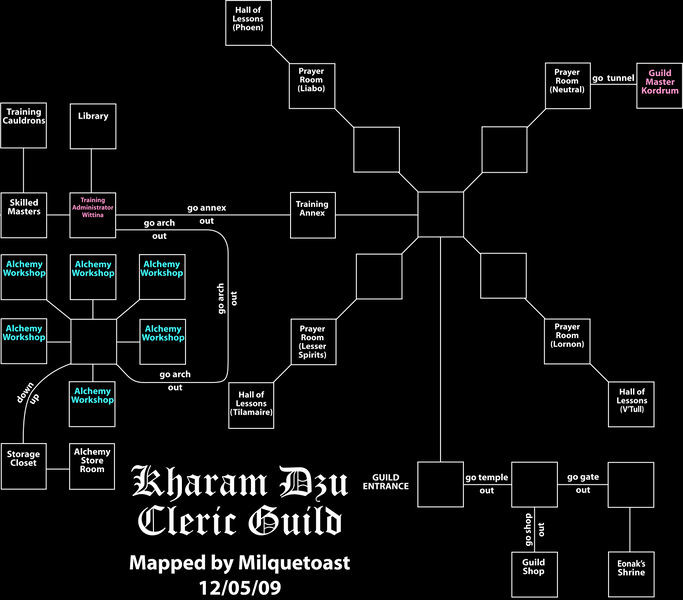 Hall of
Lessons
(Phoen)
Prayer
Room
(Liabo)
Prayer
Room
(Neutral)
go tunnel
Guild
Master
Kordrum
Training
Cauldrons
Library
Skilled
Masters
Training
Administrator
Wittina
go annex
out
go arch
out
Training
Annex
Alchemy
Workshop
Alchemy
Workshop
Alchemy
Workshop
go arch
out
Alchemy
Workshop
Alchemy
Workshop
Prayer
Room
(Lesser
Spirits)
Prayer
Room
(Lornon)
go arch
out
down
up
Alchemy
Workshop
Hall of
Lessons
(Tilamaire)
Hall of
Lessons
(V'Tull)
Storage
Closet
Alchemy
Store
Room
GUILD
ENTRANCE
go temple
out
go gate
out
go shop
out
Guild
Shop
Eonak's
Shrine
Kharam Dzu
Cleric Guild
Mapped by Milquetoast
12/05/09